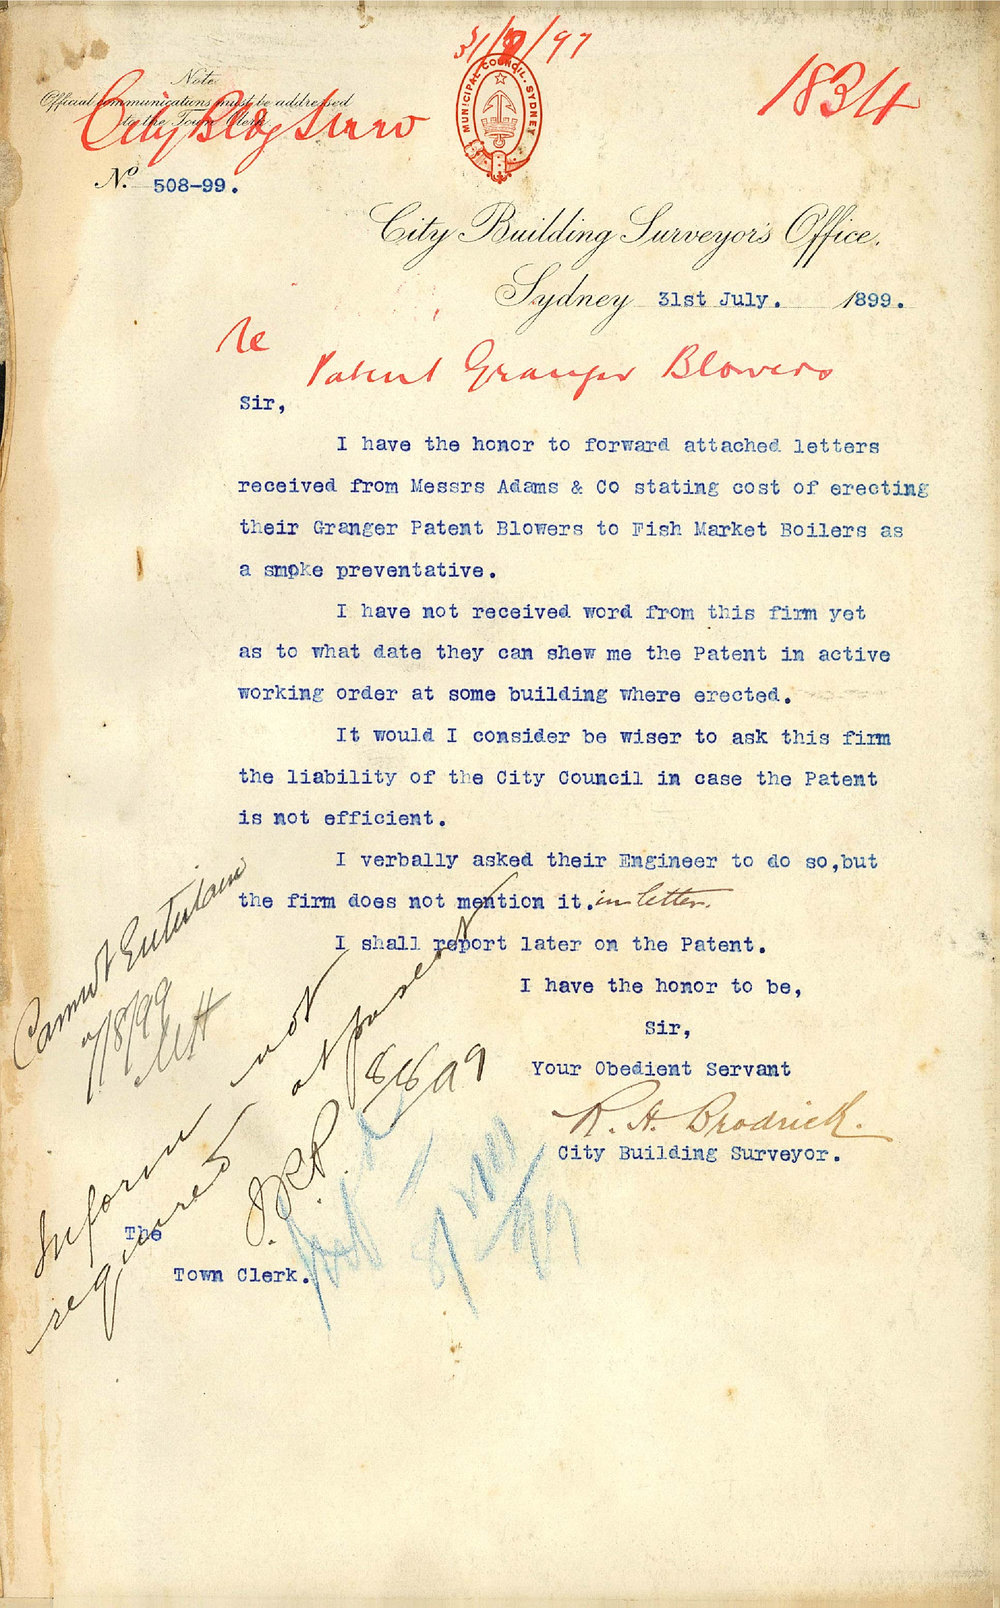 31/8/97
MUNICIPAL COUNCIL. SYDNEY
1834
Note
Official communications must be addressed
to the Town Clerk.
City Bldg Surv
No. 508-99.
City Building Surveyor's Office.
Sydney 31st July. 1899.
re
Patent Granger Blowers
Sir,
I have the honor to forward attached letters
received from Messrs Adams & Co stating cost of erecting
their Granger Patent Blowers to Fish Market Boilers as
a smoke preventative.
I have not received word from this firm yet
as to what date they can shew me the Patent in active
working order at some building where erected.
It would I consider be wiser to ask this firm
the liability of the City Council in case the Patent
is not efficient.
I verbally asked their Engineer to do so,but
the firm does not mention it. in letter.
I shall report later on the Patent.
I have the honor to be,
Sir,
Your Obedient Servant
R. H. Brodrick.
City Building Surveyor.
Cannot Entertain
7/8/99
Inform not
required at present
8/8/99
The
Town Clerk.